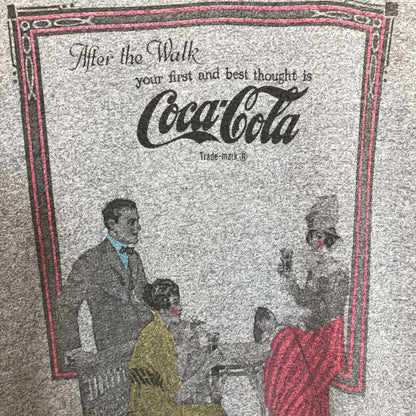 After the Walk
your first and best thought is
Coca-Cola
Trade-mark ®